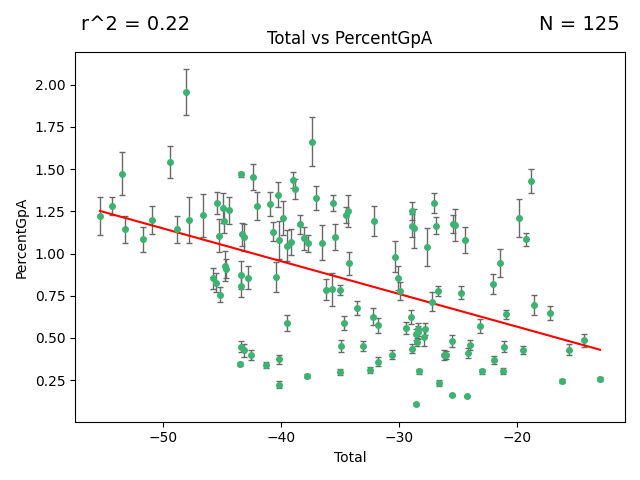 r^2 = 0.22
N = 125
Total vs PercentGpA
PercentGpA
2.00
1.75
1.50
1.25
1.00
0.75
0.50
0.25
−50
−40
−30
−20
Total